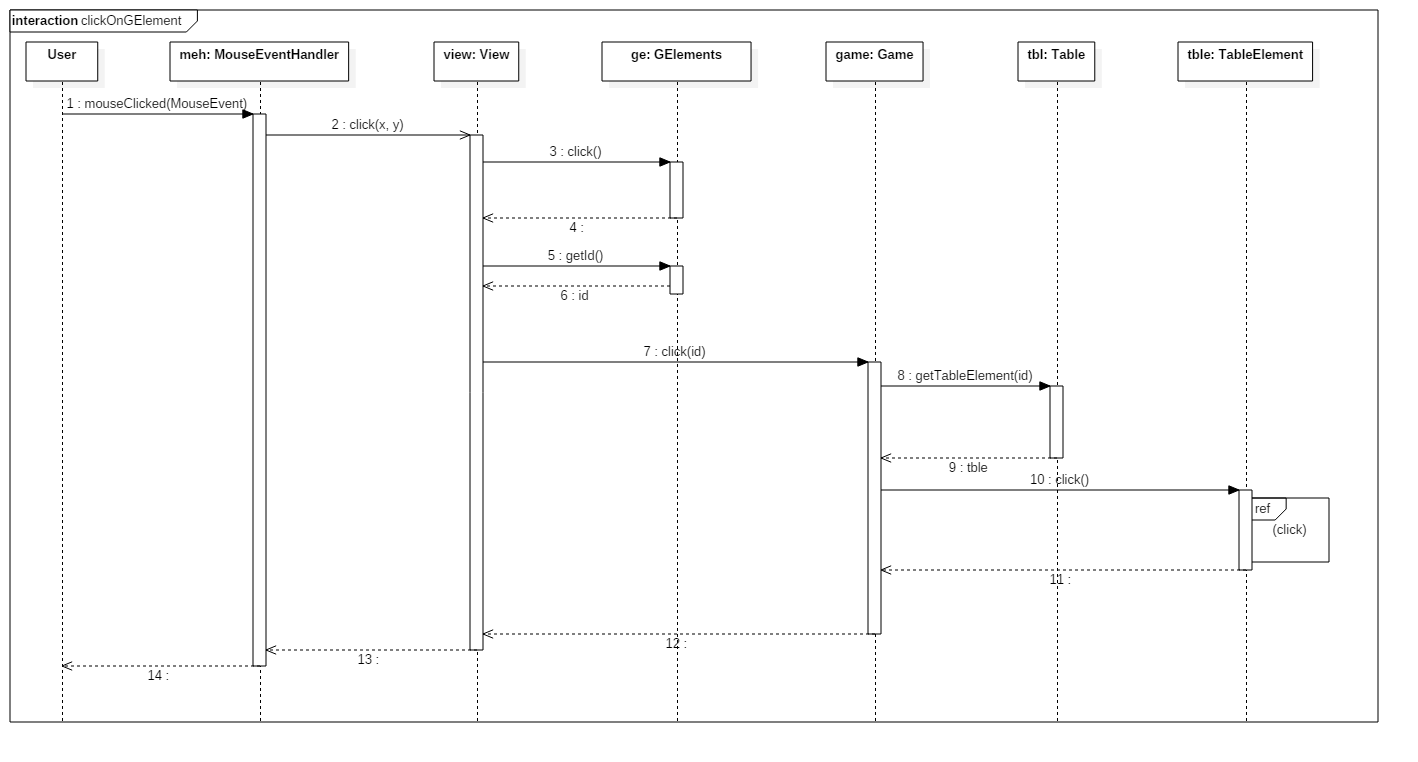 interaction clickOnGElement
User
meh: MouseEventHandler
view: View
ge: GElements
game: Game
tbl: Table
tble: TableElement
1 : mouseClicked(MouseEvent)
2 : click(x, y)
3 : click()
4 :
5 : getId()
6 : id
7 : click(id)
8 : getTableElement(id)
9 : tble
10 : click()
ref
(click)
11 :
12 :
13 :
14 :